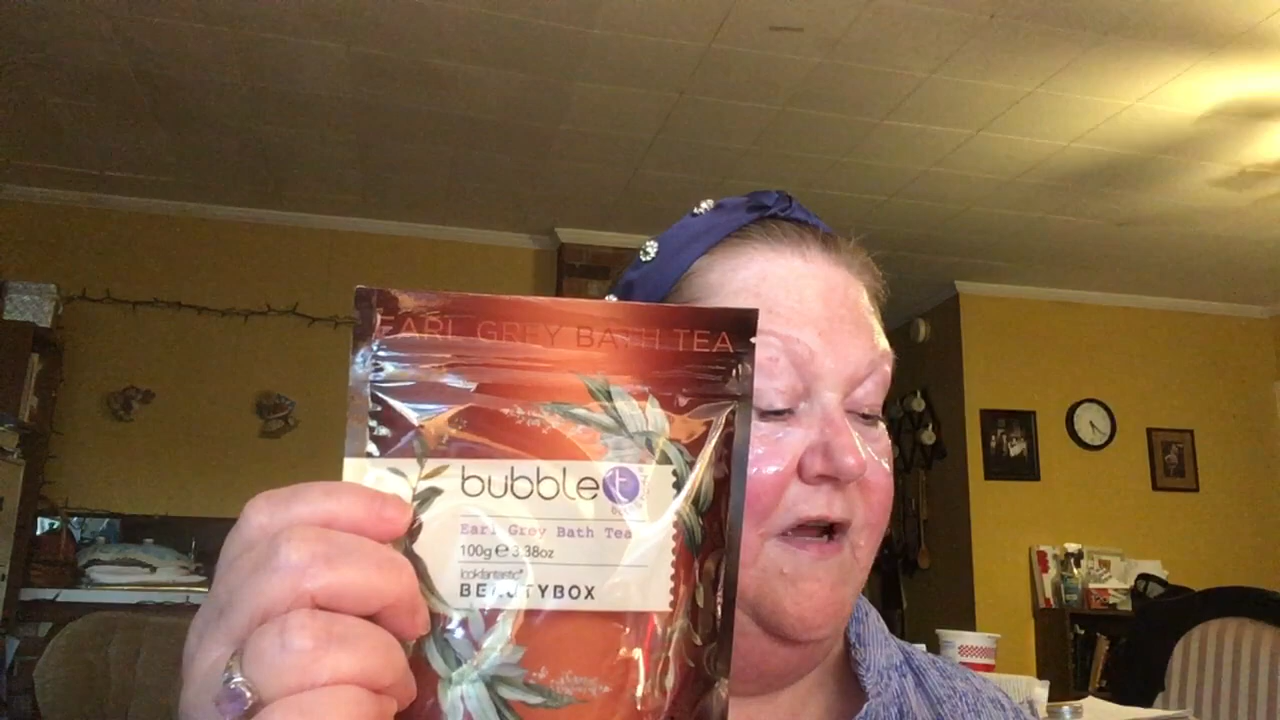 EARL GREY BATH TEA
bubble t
Earl Grey Bath Tea
100g e 3.38oz
lookfantastic
BEAUTYBOX